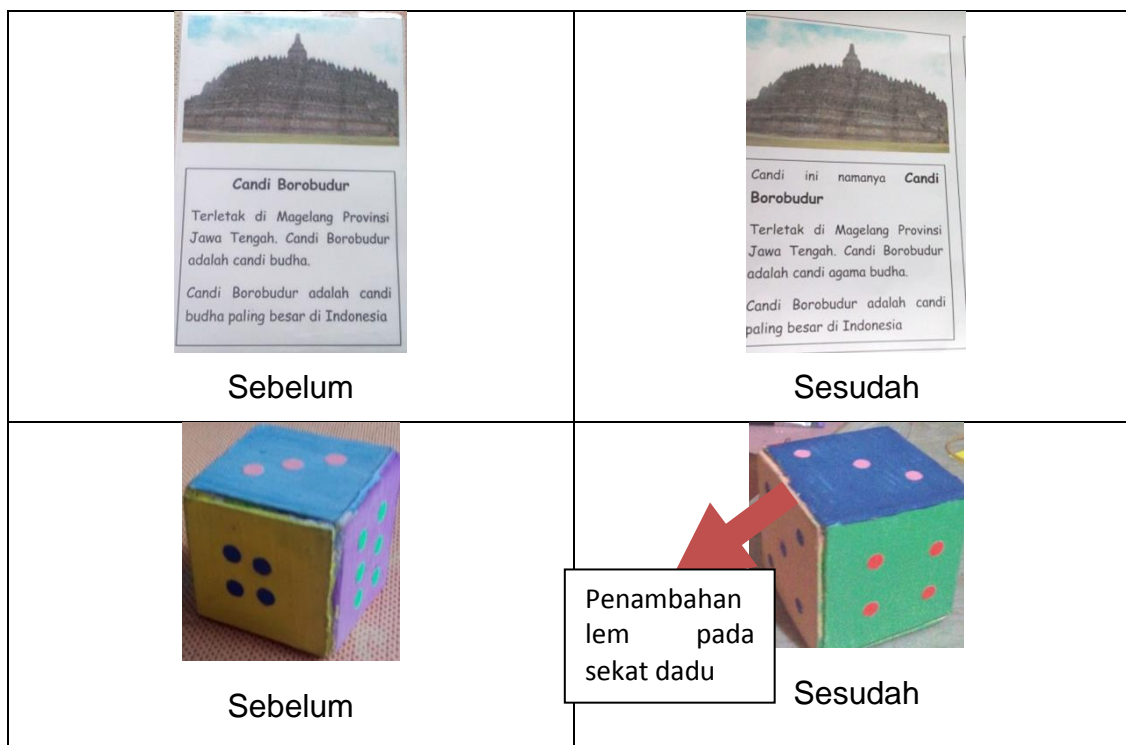 Candi Borobudur
Terletak di Magelang Provinsi
Jawa Tengah. Candi Borobudur
adalah candi budha.
Candi Borobudur adalah candi
budha paling besar di Indonesia
Sebelum
Candi ini namanya Candi
Borobudur
Terletak di Magelang Provinsi
Jawa Tengah. Candi Borobudur
adalah candi agama budha.
Candi Borobudur adalah candi
paling besar di Indonesia
Sesudah
Sebelum
Penambahan
lem pada
sekat dadu
Sesudah